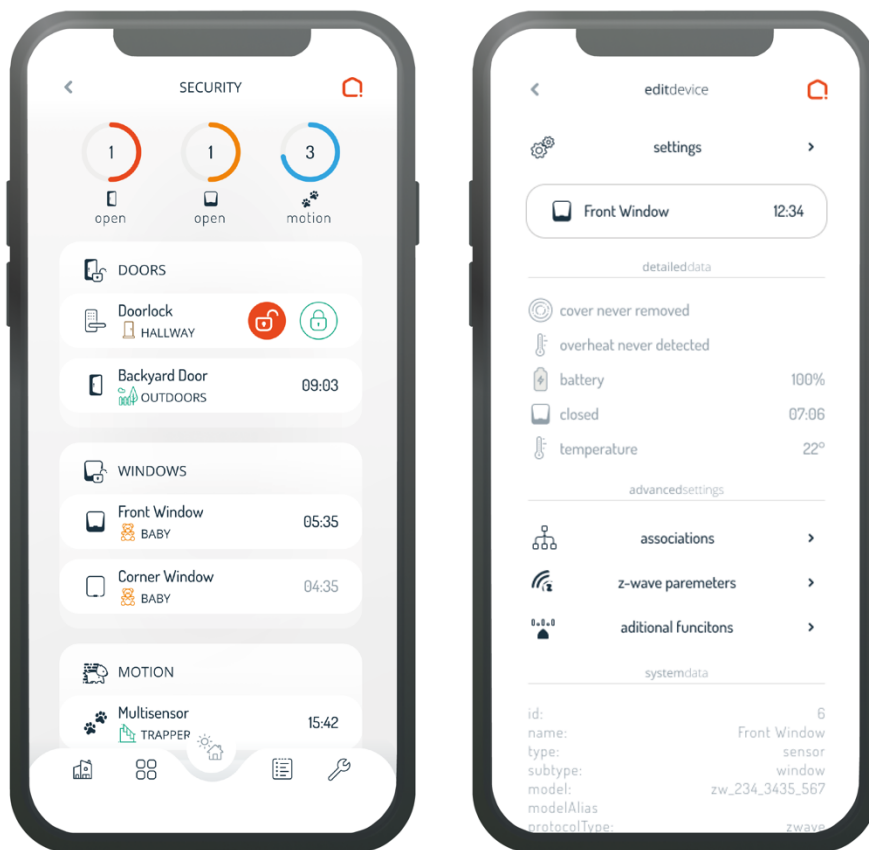 SECURITY
1
1
3
open
open
motion
DOORS
Doorlock
HALLWAY
Backyard Door
OUTDOORS
09:03
WINDOWS
Front Window
BABY
05:35
Corner Window
BABY
04:35
MOTION
Multisensor
TRAPPER
15:42
editdevice
settings
Front Window 12:34
detaileddata
cover never removed
overheat never detected
battery 100%
closed 07:06
temperature 22°
advancedsettings
associations
z-wave paremeters
aditional funcitons
systemdata
id: 6
name: Front Window
type: sensor
subtype: window
model: zw_234_3435_567
modelAlias
protocolType: zwave